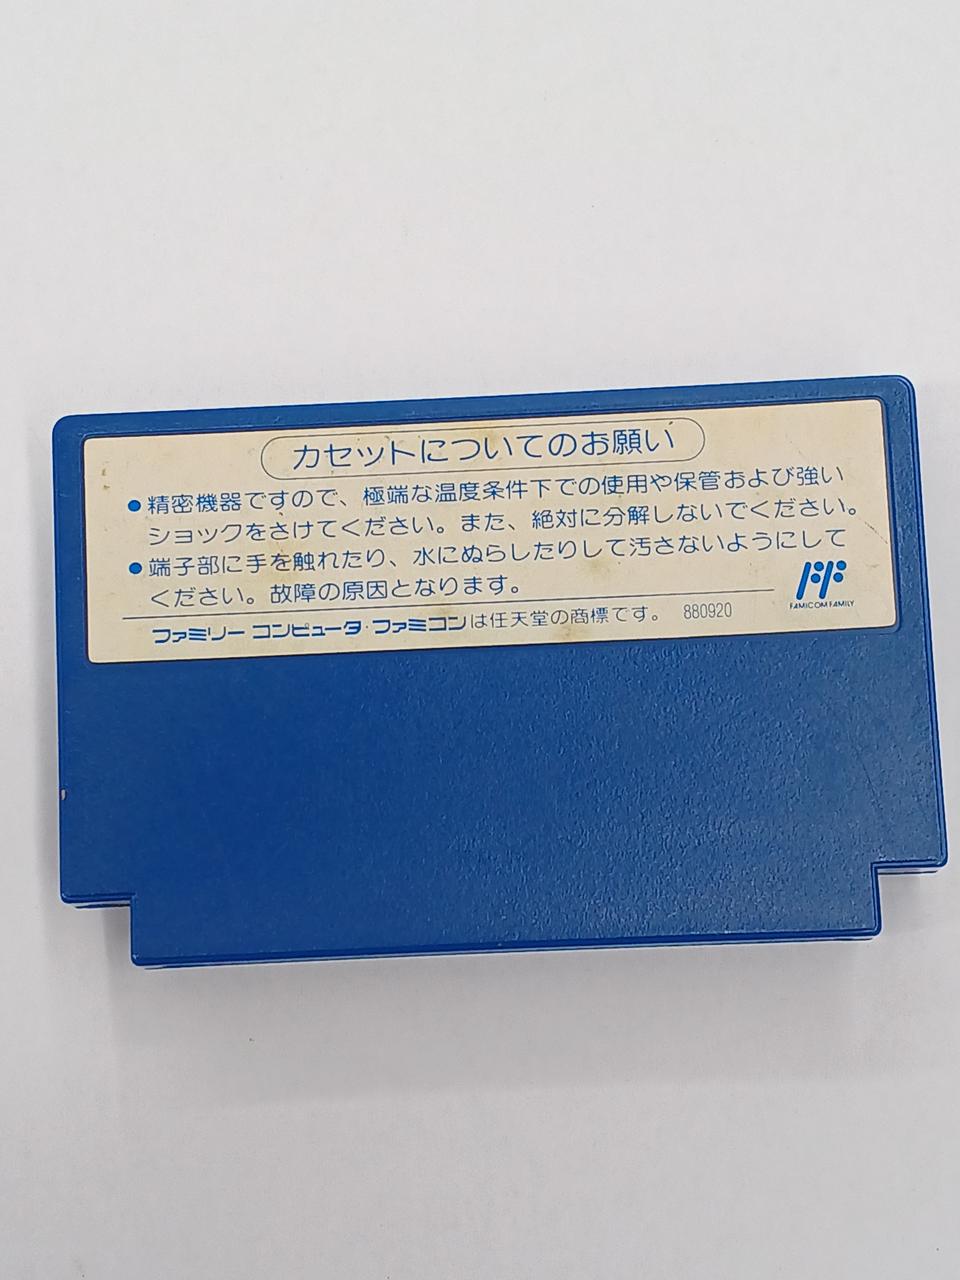 カセットについてのお願い
●精密機器ですので、極端な温度条件下での使用や保管および強い
ショックをさけてください。また、絶対に分解しないでください。
●端子部に手を触れたり、水にぬらしたりして汚さないようにして
ください。故障の原因となります。
FAMICOM FAMILY
ファミリー コンピュータ・ファミコンは任天堂の商標です。 880920